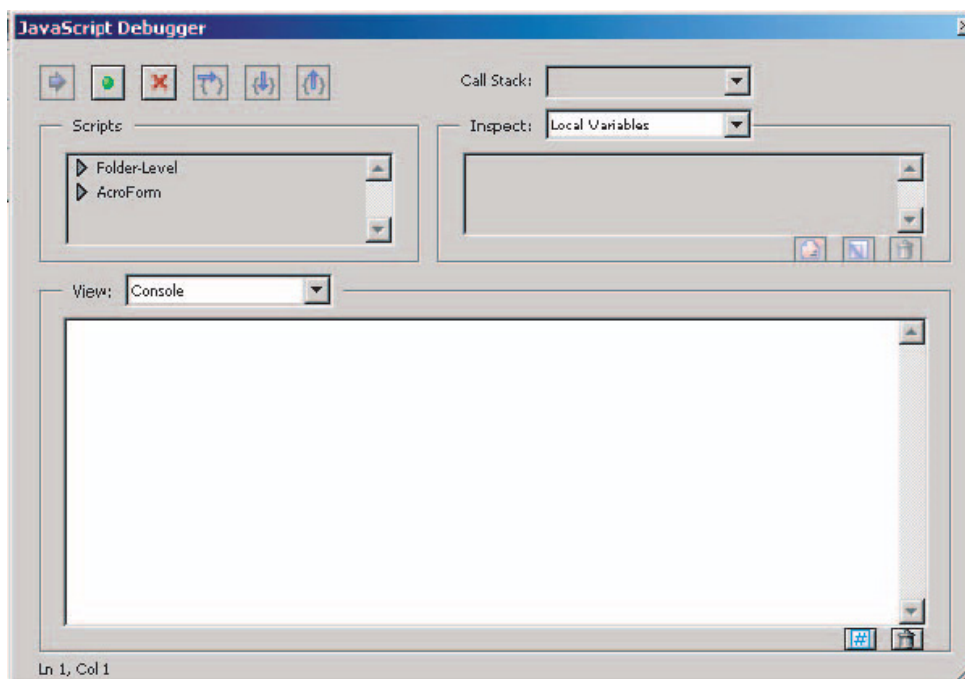 JavaScript Debugger
Call Stack:
Scripts
Inspect: Local Variables
Folder-Level
AcroForm
View: Console
#
Ln 1, Col 1